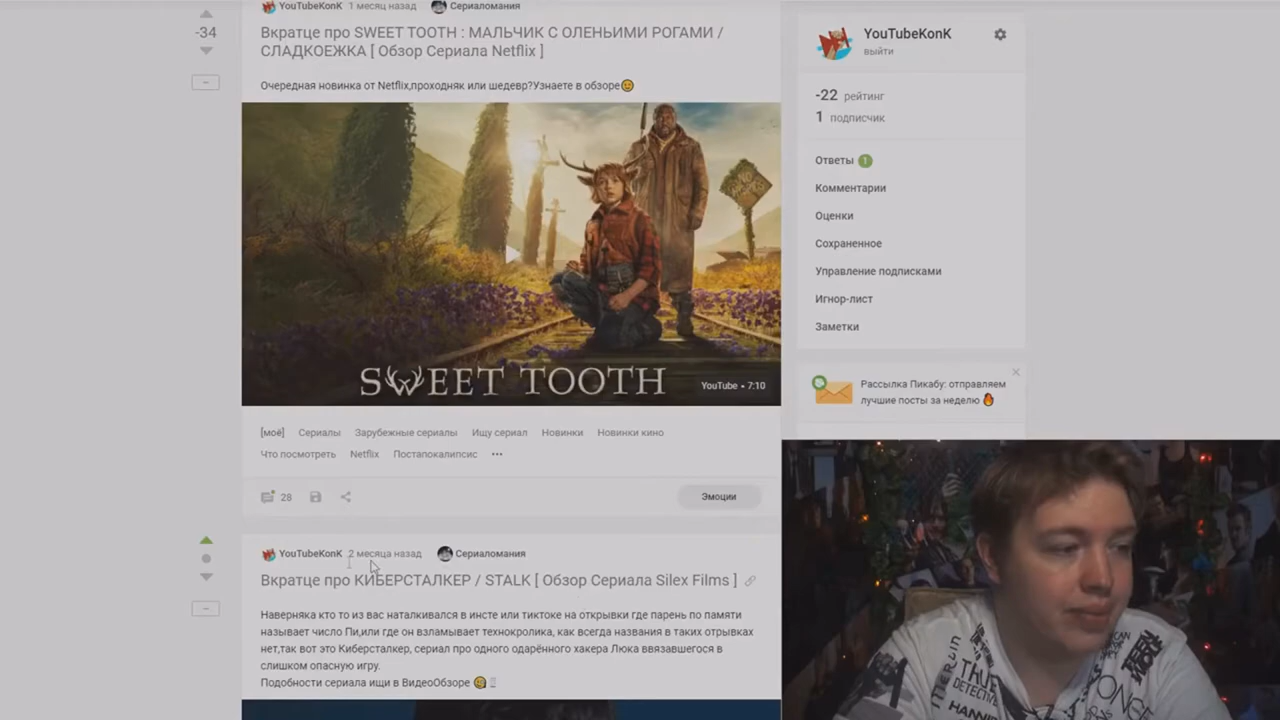 YouTubeKonK 1 месяц назад Сериаломания
-34
Вкратце про SWEET TOOTH : МАЛЬЧИК С ОЛЕНЬИМИ РОГАМИ /
СЛАДКОЕЖКА [ Обзор Сериала Netflix ]
Очередная новинка от Netflix,проходняк или шедевр?Узнаете в обзоре
SWEET TOOTH
YouTube • 7:10
[моё] Сериалы Зарубежные сериалы Ищу сериал Новинки Новинки кино
Что посмотреть Netflix Постапокалипсис •••
28
Эмоции
YouTubeKonK 2 месяца назад Сериаломания
Вкратце про КИБЕРСТАЛКЕР / STALK [ Обзор Сериала Silex Films ]
Наверняка кто то из вас наталкивался в инсте или тиктоке на открывки где парень по памяти
называет число Пи,или где он взламывает технокролика, как всегда названия в таких отрывках
нет,так вот это Киберсталкер, сериал про одного одарённого хакера Люка ввязавшегося в
слишком опасную игру.
Подобности сериала ищи в ВидеоОбзоре
YouTubeKonK
выйти
-22 рейтинг
1 подписчик
Ответы 1
Комментарии
Оценки
Сохраненное
Управление подписками
Игнор-лист
Заметки
Рассылка Пикабу: отправляем
лучшие посты за неделю
THE
DETECTIVE
HANNI